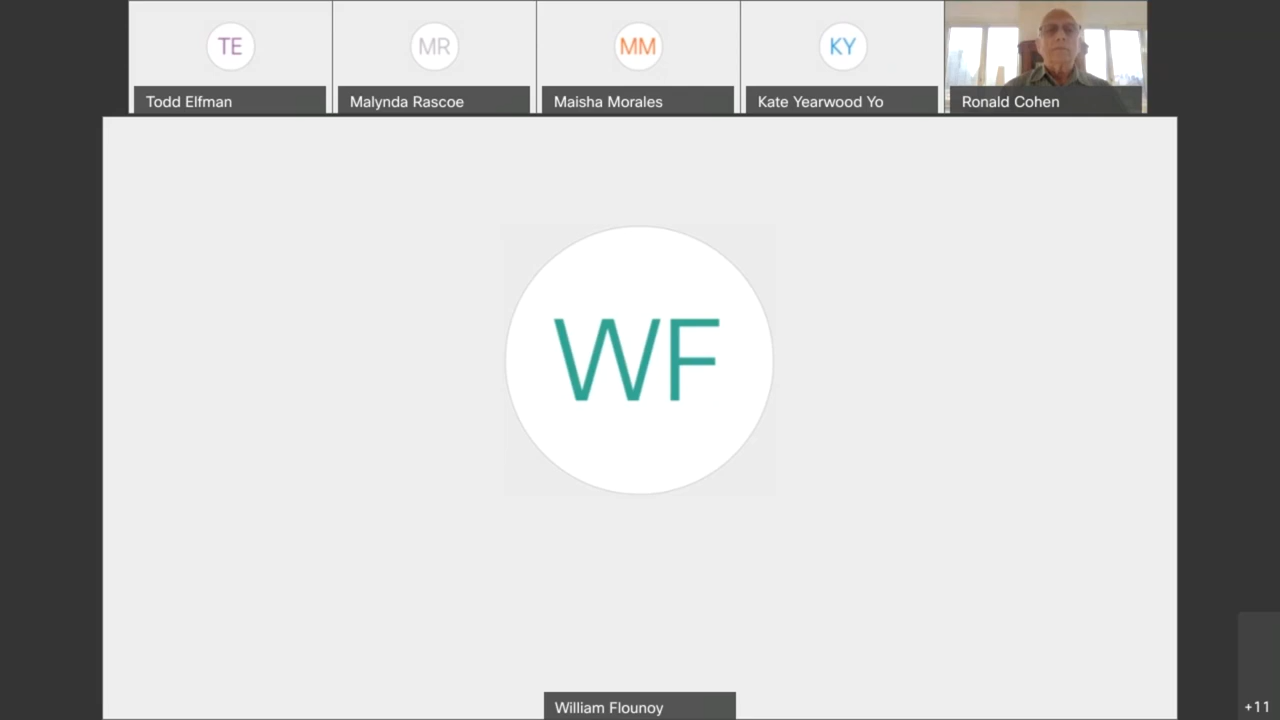 TE
MR
MM
KY
Todd Elfman
Malynda Rascoe
Maisha Morales
Kate Yearwood Yo
Ronald Cohen
WF
William Flounoy
+11